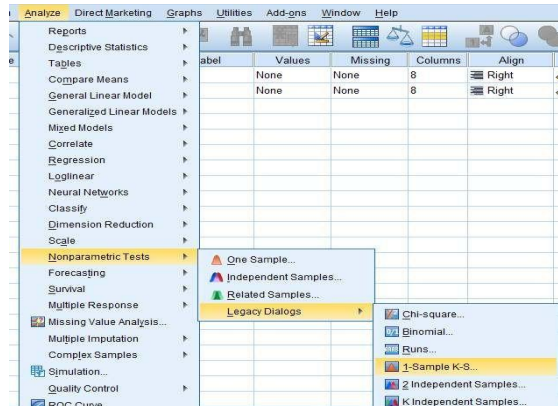 Analyze Direct Marketing Graphs Utilities Add-ons Window Help
Reports
Descriptive Statistics
Tables
Compare Means
General Linear Model
Generalized Linear Models
Mixed Models
Correlate
Regression
Loglinear
Neural Networks
Classify
Dimension Reduction
Scale
Nonparametric Tests
Forecasting
Survival
Multiple Response
Missing Value Analysis...
Multiple Imputation
Complex Samples
Simulation...
Quality Control
ROC Curve
Values Missing Columns Align
None None 8 Right
None None 8 Right
One Sample...
Independent Samples...
Related Samples...
Legacy Dialogs
Chi-square...
Binomial...
Runs...
1-Sample K-S...
2 Independent Samples...
K Independent Samples...